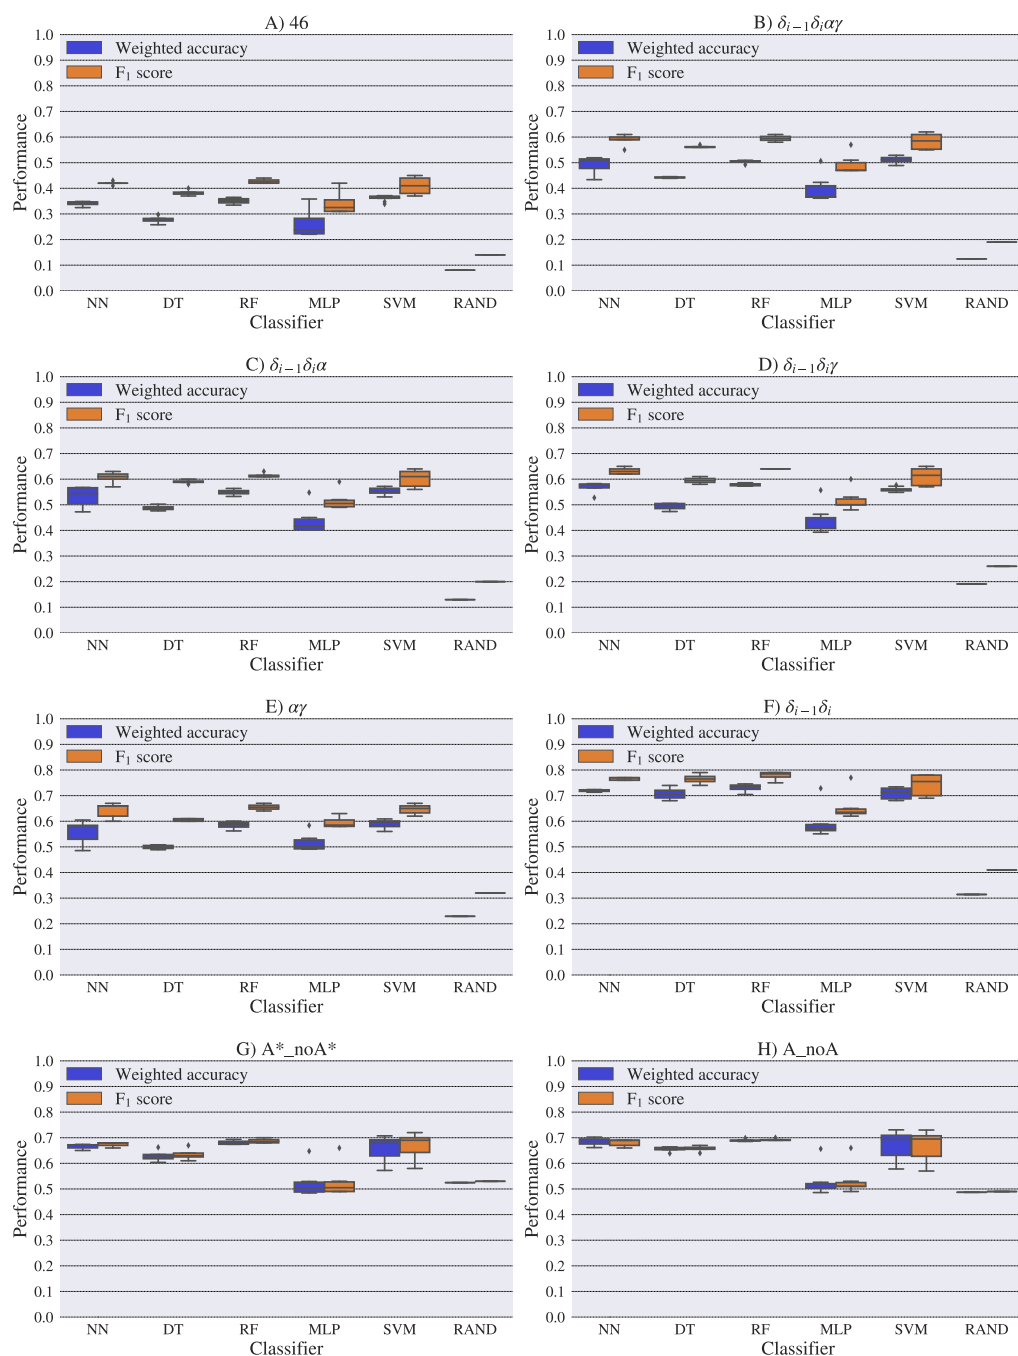 A) 46
Weighted accuracy
F₁ score
1.0
0.9
0.8
0.7
0.6
0.5
0.4
0.3
0.2
0.1
0.0
Performance
NN DT RF MLP SVM RAND
Classifier
B) δᵢ₋₁δᵢαγ
Weighted accuracy
F₁ score
1.0
0.9
0.8
0.7
0.6
0.5
0.4
0.3
0.2
0.1
0.0
Performance
NN DT RF MLP SVM RAND
Classifier
C) δᵢ₋₁δᵢα
Weighted accuracy
F₁ score
1.0
0.9
0.8
0.7
0.6
0.5
0.4
0.3
0.2
0.1
0.0
Performance
NN DT RF MLP SVM RAND
Classifier
D) δᵢ₋₁δᵢγ
Weighted accuracy
F₁ score
1.0
0.9
0.8
0.7
0.6
0.5
0.4
0.3
0.2
0.1
0.0
Performance
NN DT RF MLP SVM RAND
Classifier
E) αγ
Weighted accuracy
F₁ score
1.0
0.9
0.8
0.7
0.6
0.5
0.4
0.3
0.2
0.1
0.0
Performance
NN DT RF MLP SVM RAND
Classifier
F) δᵢ₋₁δᵢ
Weighted accuracy
F₁ score
1.0
0.9
0.8
0.7
0.6
0.5
0.4
0.3
0.2
0.1
0.0
Performance
NN DT RF MLP SVM RAND
Classifier
G) A*_noA*
Weighted accuracy
F₁ score
1.0
0.9
0.8
0.7
0.6
0.5
0.4
0.3
0.2
0.1
0.0
Performance
NN DT RF MLP SVM RAND
Classifier
H) A_noA
Weighted accuracy
F₁ score
1.0
0.9
0.8
0.7
0.6
0.5
0.4
0.3
0.2
0.1
0.0
Performance
NN DT RF MLP SVM RAND
Classifier